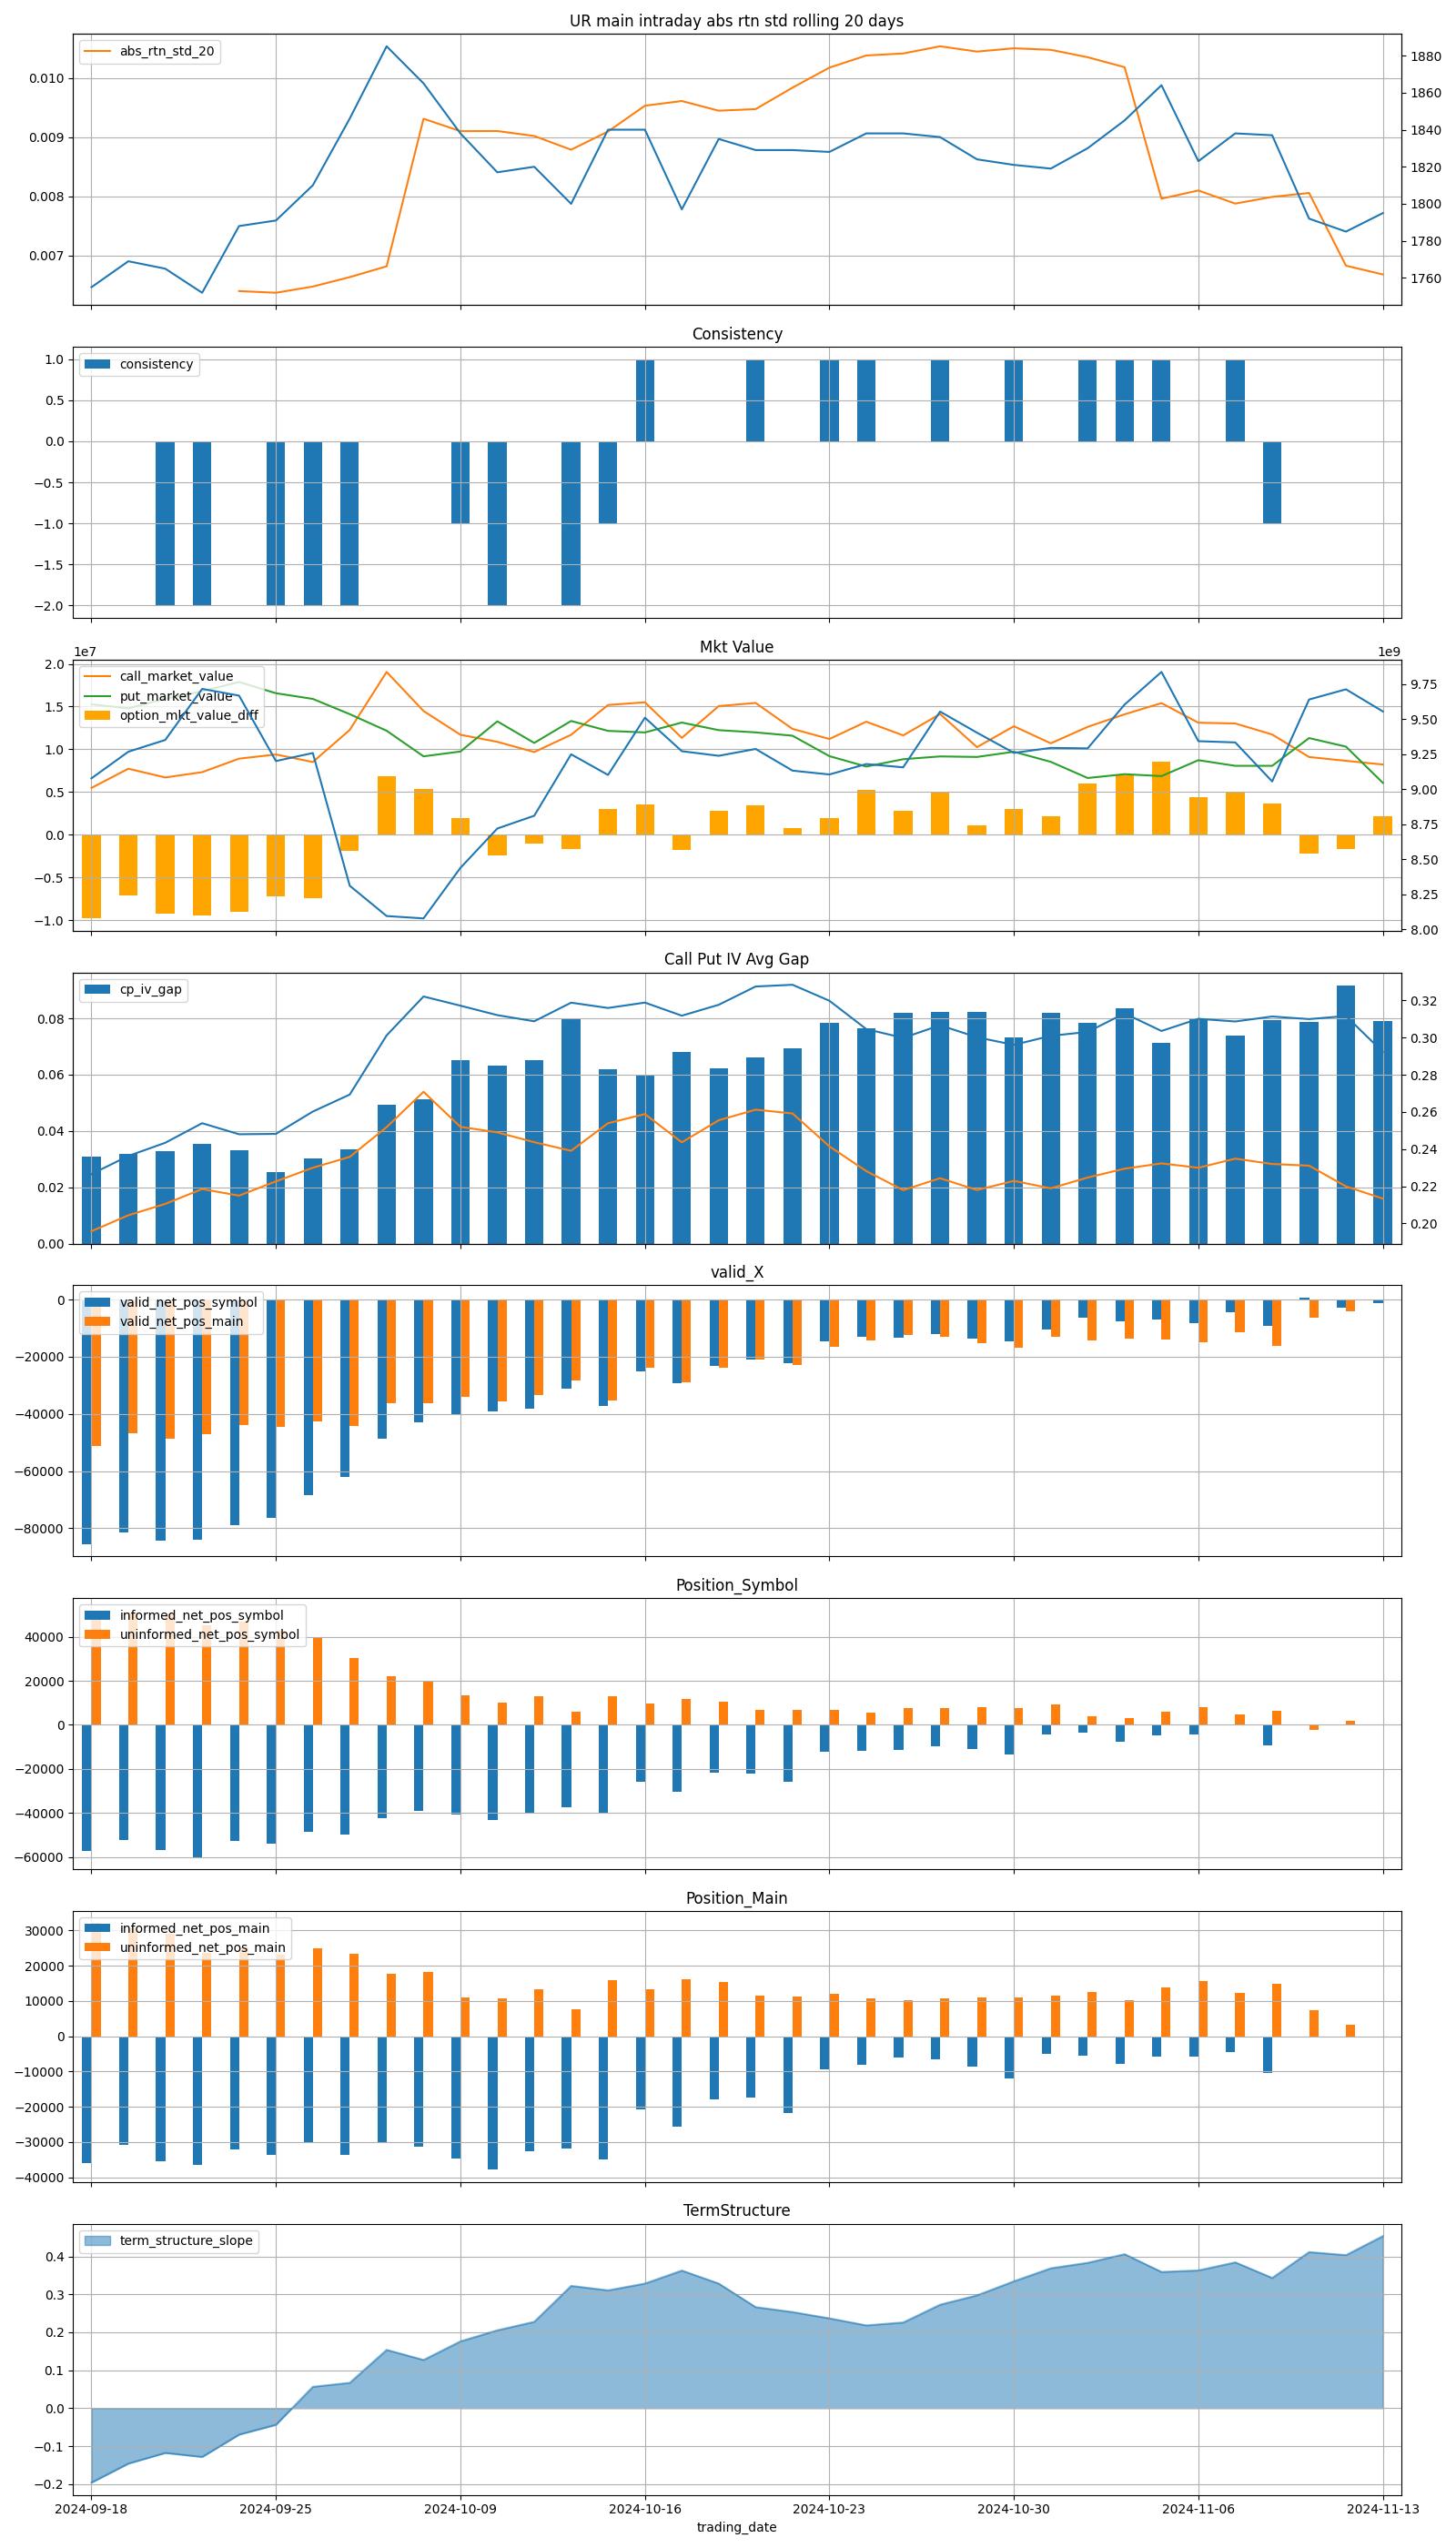 UR main intraday abs rtn std rolling 20 days
abs_rtn_std_20
0.010
0.009
0.008
0.007
1880
1860
1840
1820
1800
1780
1760
Consistency
consistency
1.0
0.5
0.0
−0.5
−1.0
−1.5
−2.0
Mkt Value
1e7
1e9
call_market_value
put_market_value
option_mkt_value_diff
2.0
1.5
1.0
0.5
0.0
−0.5
−1.0
9.75
9.50
9.25
9.00
8.75
8.50
8.25
8.00
Call Put IV Avg Gap
cp_iv_gap
0.08
0.06
0.04
0.02
0.00
0.32
0.30
0.28
0.26
0.24
0.22
0.20
valid_X
valid_net_pos_symbol
valid_net_pos_main
0
−20000
−40000
−60000
−80000
Position_Symbol
informed_net_pos_symbol
uninformed_net_pos_symbol
40000
20000
0
−20000
−40000
−60000
Position_Main
informed_net_pos_main
uninformed_net_pos_main
30000
20000
10000
0
−10000
−20000
−30000
−40000
TermStructure
term_structure_slope
0.4
0.3
0.2
0.1
0.0
−0.1
−0.2
2024-09-18 2024-09-25 2024-10-09 2024-10-16 2024-10-23 2024-10-30 2024-11-06 2024-11-13
trading_date